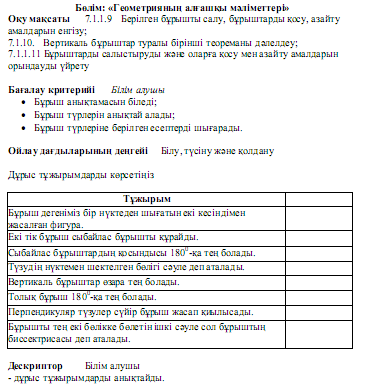 Бөлім: «Геометрияның алғашқы мәліметтері»
Оқу мақсаты 7.1.1.9 Берілген бұрышты салу, бұрыштарды қосу, азайту
амалдарын енгізу;
7.1.10. Вертикаль бұрыштар туралы бірінші теореманы дәлелдеу;
7.1.1.11 Бұрыштарды салыстыруды және оларға қосу мен азайту амалдарын
орындауды үйрету
Бағалау критерийі Білім алушы
• Бұрыш анықтамасын біледі;
• Бұрыш түрлерін анықтай алады;
• Бұрыш түрлеріне берілген есептерді шығарады.
Ойлау дағдыларының деңгейі Білу, түсіну және қолдану
Дұрыс тұжырымдарды көрсетіңіз
Тұжырым
Бұрыш дегеніміз бір нүктеден шығатын екі кесіндімен
жасалған фигура.
Екі тік бұрыш сыбайлас бұрышты құрайды.
Сыбайлас бұрыштардың қосындысы 180⁰-қа тең болады.
Түзудің нүктемен шектелген бөлігі сәуле деп аталады.
Вертикаль бұрыштар өзара тең болады.
Толық бұрыш 180⁰-қа тең болады.
Перпендикуляр түзулер сүйір бұрыш жасап қиылысады.
Бұрышты тең екі бөлікке бөлетін ішкі сәуле сол бұрыштың
биссектрисасы деп аталады.
Дескриптор Білім алушы
- дұрыс тұжырымдарды анықтайды.